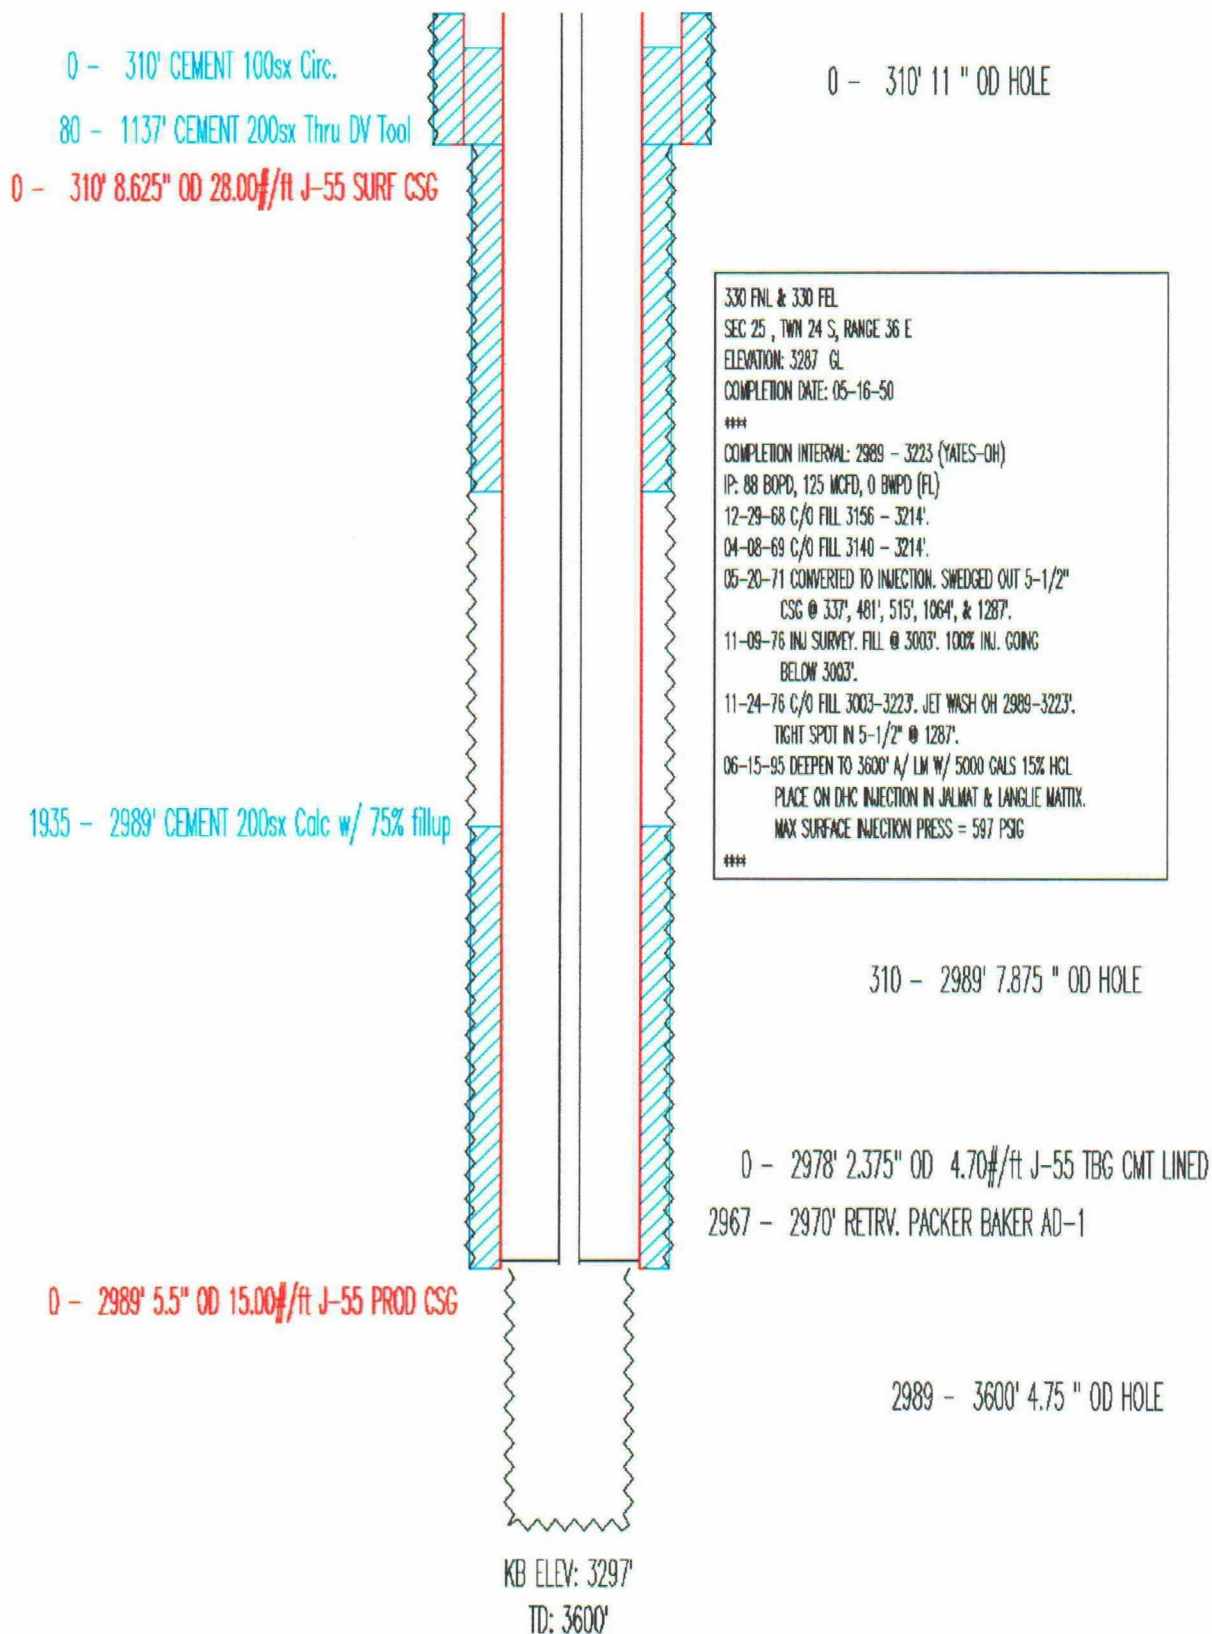 0 - 310' CEMENT 100sx Circ.
80 - 1137' CEMENT 200sx Thru DV Tool
0 - 310' 8.625" OD 28.00#/ft J-55 SURF CSG
0 - 310' 11 " OD HOLE
330 FNL & 330 FEL
SEC 25 , TWN 24 S, RANGE 36 E
ELEVATION: 3287 GL
COMPLETION DATE: 05-16-50
****
COMPLETION INTERVAL: 2989 - 3223 (YATES-OH)
IP: 88 BOPD, 125 MCFD, 0 BWPD (FL)
12-29-68 C/O FILL 3156 - 3214'.
04-08-69 C/O FILL 3140 - 3214'.
05-20-71 CONVERTED TO INJECTION. SWEDGED OUT 5-1/2"
CSG @ 337', 481', 515', 1064', & 1287'.
11-09-76 INJ SURVEY. FILL @ 3003'. 100% INJ. GOING
BELOW 3003'.
11-24-76 C/O FILL 3003-3223'. JET WASH OH 2989-3223'.
TIGHT SPOT IN 5-1/2" @ 1287'.
06-15-95 DEEPEN TO 3600' A/ LM W/ 5000 GALS 15% HCL
PLACE ON DHC INJECTION IN JALMAT & LANGLIE MATTIX.
MAX SURFACE INJECTION PRESS = 597 PSIG
****
1935 - 2989' CEMENT 200sx Calc w/ 75% fillup
310 - 2989' 7.875 " OD HOLE
0 - 2978' 2.375" OD 4.70#/ft J-55 TBG CMT LINED
2967 - 2970' RETRV. PACKER BAKER AD-1
0 - 2989' 5.5" OD 15.00#/ft J-55 PROD CSG
2989 - 3600' 4.75 " OD HOLE
KB ELEV: 3297'
TD: 3600'